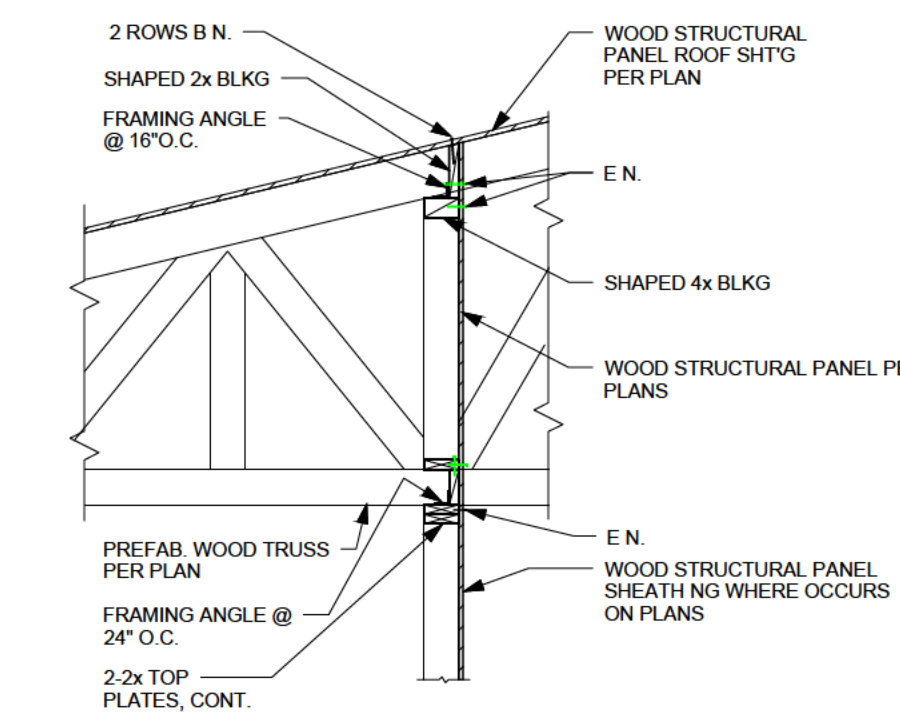 2 ROWS B N.
SHAPED 2x BLKG
FRAMING ANGLE
@ 16"O.C.
WOOD STRUCTURAL
PANEL ROOF SHT'G
PER PLAN
E N.
SHAPED 4x BLKG
WOOD STRUCTURAL PANEL PE
PLANS
PREFAB. WOOD TRUSS
PER PLAN
FRAMING ANGLE @
24" O.C.
2-2x TOP
PLATES, CONT.
E N.
WOOD STRUCTURAL PANEL
SHEATH NG WHERE OCCURS
ON PLANS